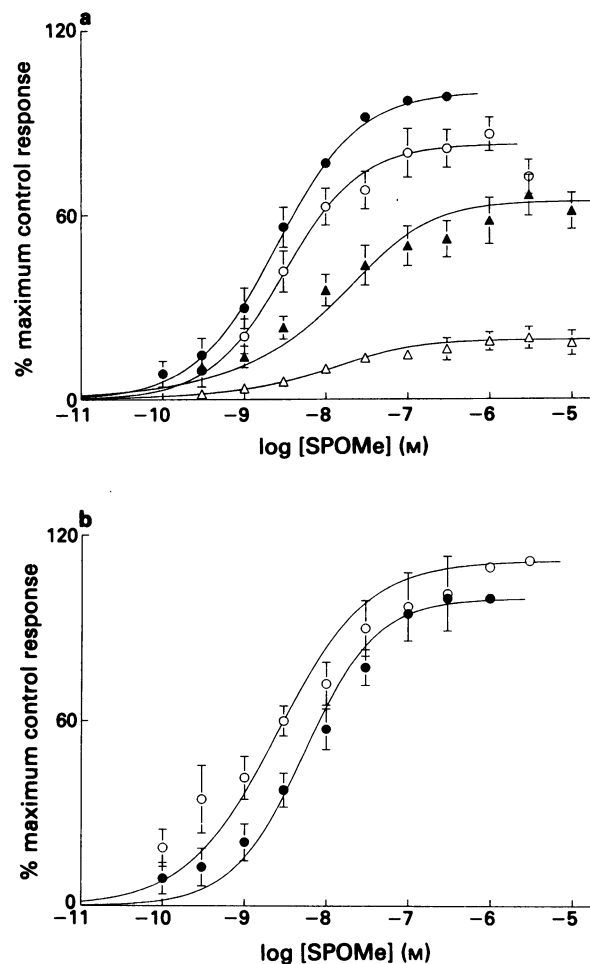 a
120
60
0
% maximum control response
−11 −10 −9 −8 −7 −6 −5
log [SPOMe] (M)
b
120
60
0
% maximum control response
−11 −10 −9 −8 −7 −6 −5
log [SPOMe] (M)